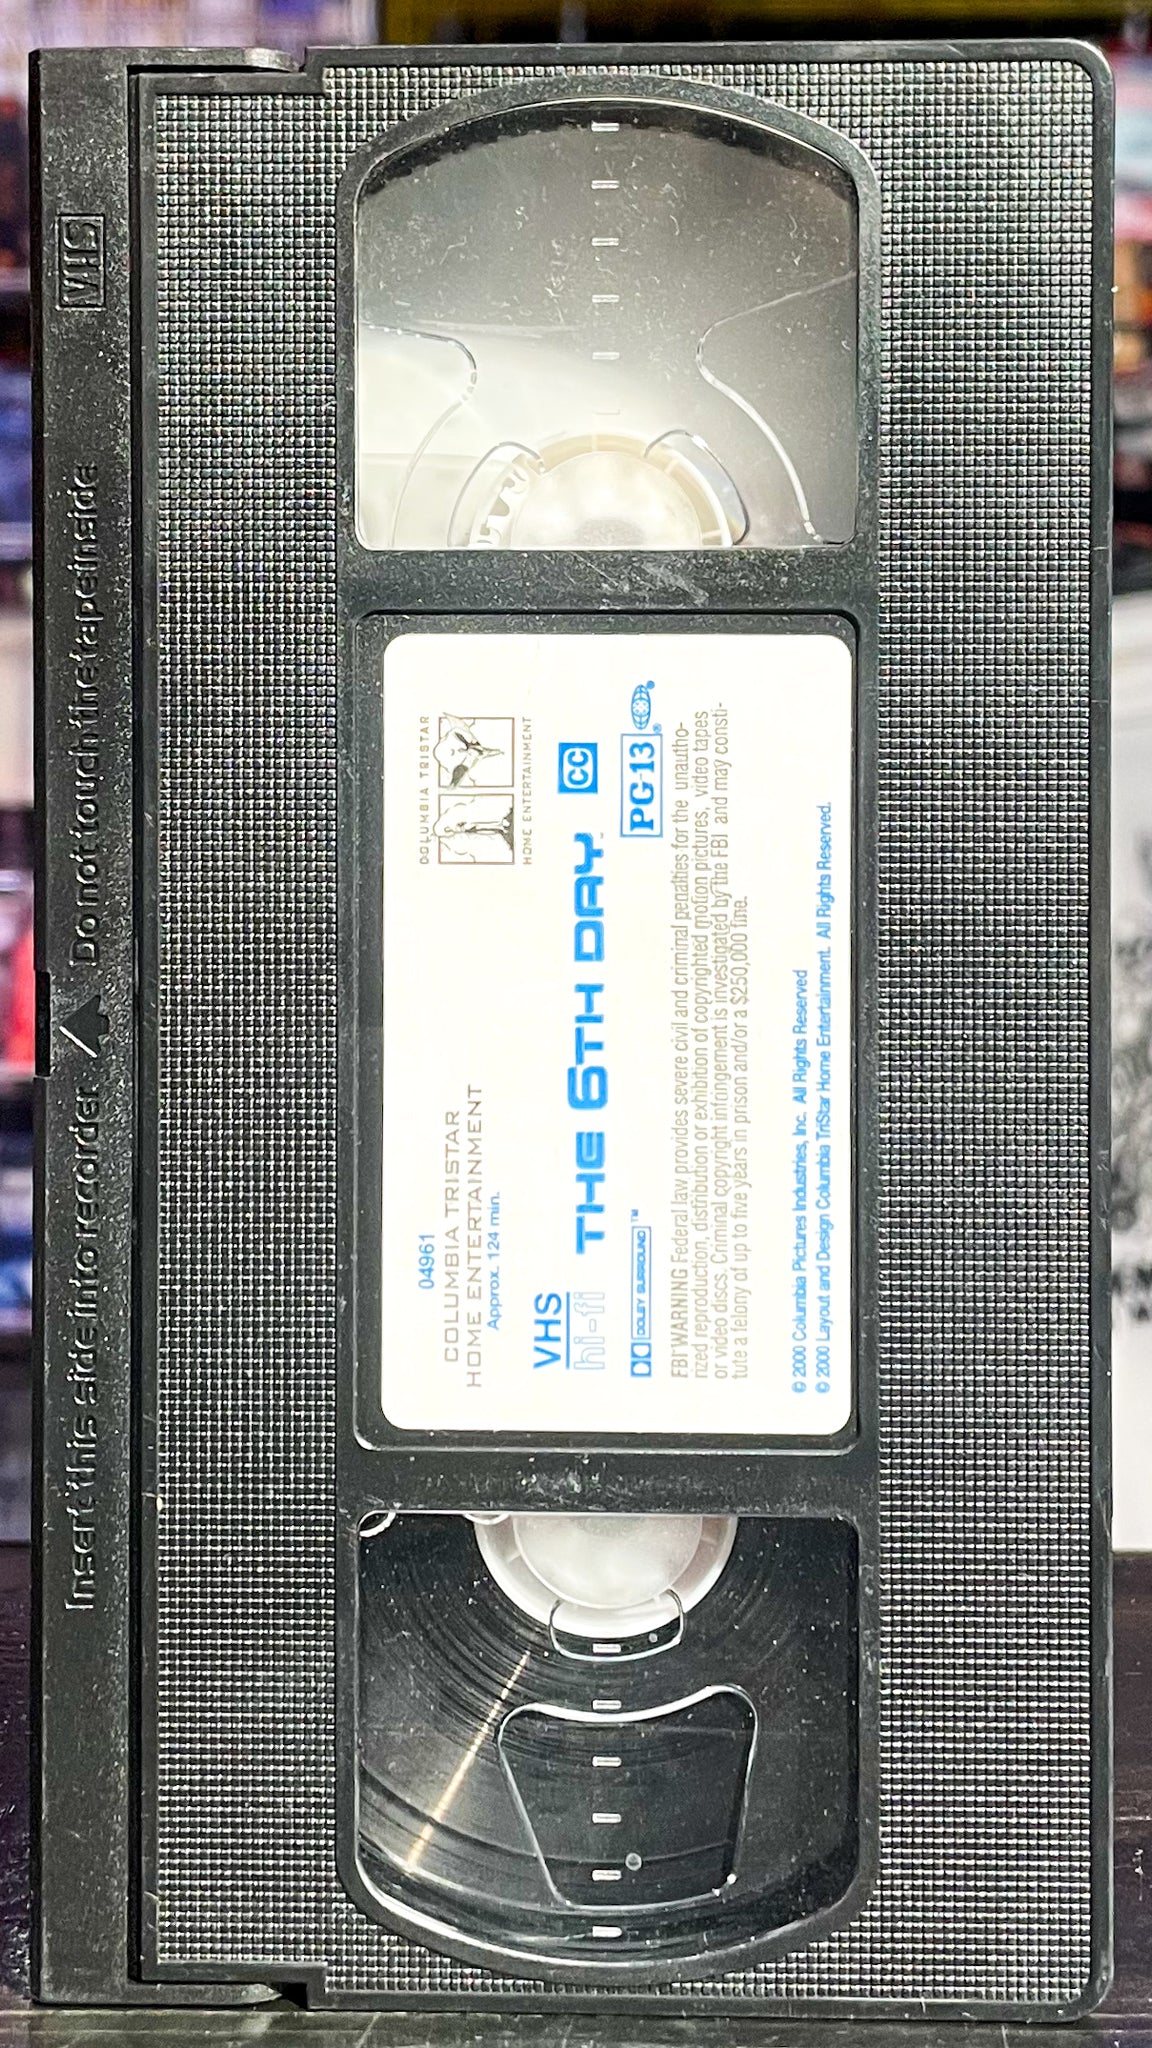 VHS
Insert this side into recorder Do not touch the tape inside
04961
COLUMBIA TRISTAR
HOME ENTERTAINMENT
Approx. 124 min.
COLUMBIA TRISTAR
HOME ENTERTAINMENT
VHS
hi-fi
THE 6TH DAY™
CC
DOLBY SURROUND™
PG-13®
FBI WARNING Federal law provides severe civil and criminal penalties for the unautho-
rized reproduction, distribution or exhibition of copyrighted motion pictures, video tapes
or video discs. Criminal copyright infringement is investigated by the FBI and may consti-
tute a felony of up to five years in prison and/or a $250,000 fine.
© 2000 Columbia Pictures Industries, Inc. All Rights Reserved
© 2000 Layout and Design Columbia TriStar Home Entertainment. All Rights Reserved.